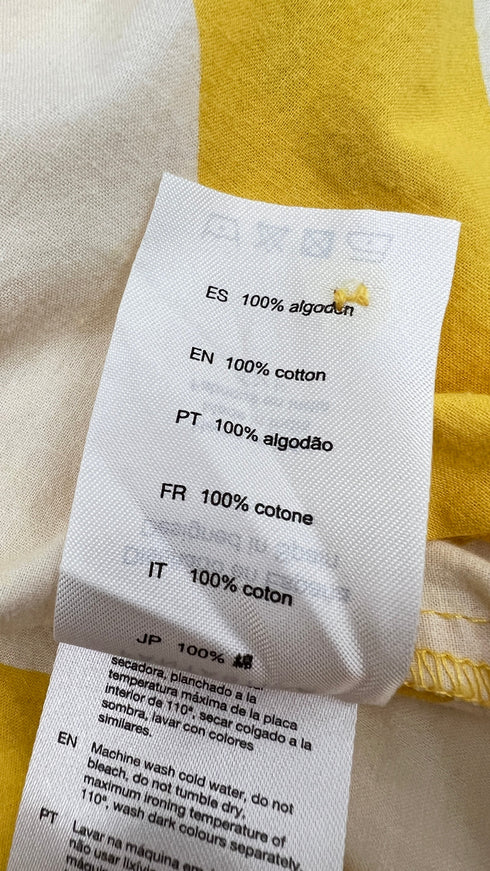 ES 100% algodón
EN 100% cotton
PT 100% algodão
FR 100% cotone
IT 100% coton
JP 100% 綿
secadora, planchado a la
temperatura máxima de la placa
interior de 110°, secar colgado a la
sombra, lavar con colores
similares.
EN Machine wash cold water, do not
bleach, do not tumble dry,
maximum ironing temperature of
110°, wash dark colours separately
PT Lavar na máquina em
não usar